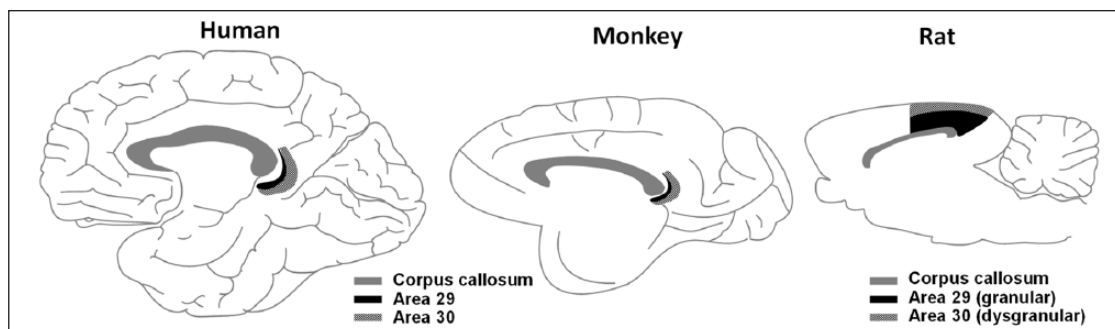 Human
Monkey
Rat
Corpus callosum
Area 29
Area 30
Corpus callosum
Area 29 (granular)
Area 30 (dysgranular)